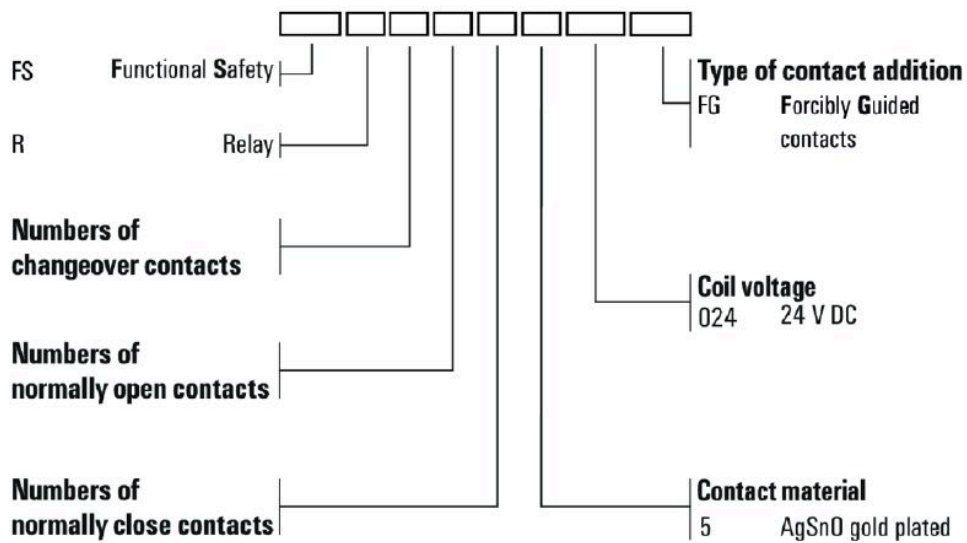 FS Functional Safety
R Relay
Numbers of
changeover contacts
Numbers of
normally open contacts
Numbers of
normally close contacts
Type of contact addition
FG Forcibly Guided
contacts
Coil voltage
024 24 V DC
Contact material
5 AgSnO gold plated